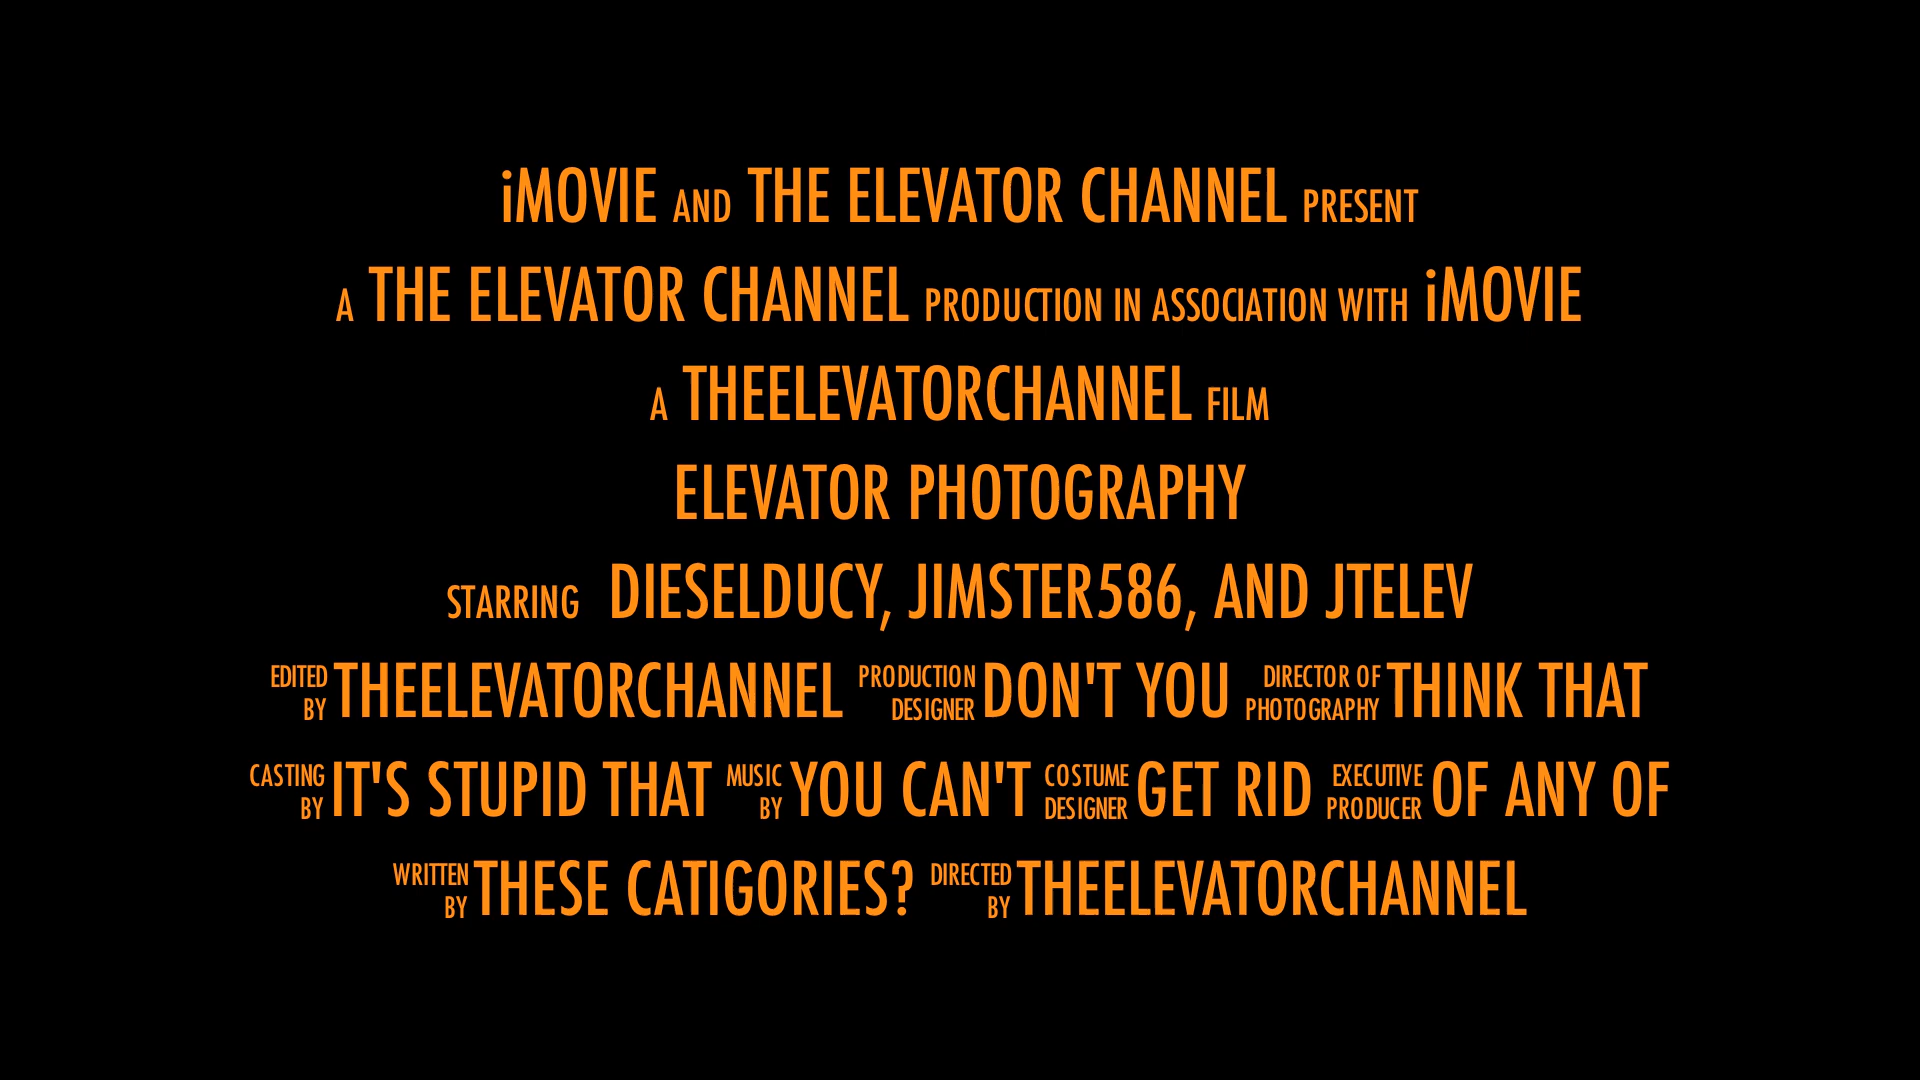 iMOVIE AND THE ELEVATOR CHANNEL PRESENT
A THE ELEVATOR CHANNEL PRODUCTION IN ASSOCIATION WITH iMOVIE
A THEELEVATORCHANNEL FILM
ELEVATOR PHOTOGRAPHY
STARRING DIESELDUCY, JIMSTER586, AND JTELEV
EDITED BY THEELEVATORCHANNEL PRODUCTION DESIGNER DON'T YOU DIRECTOR OF PHOTOGRAPHY THINK THAT
CASTING BY IT'S STUPID THAT MUSIC BY YOU CAN'T COSTUME DESIGNER GET RID EXECUTIVE PRODUCER OF ANY OF
WRITTEN BY THESE CATIGORIES? DIRECTED BY THEELEVATORCHANNEL